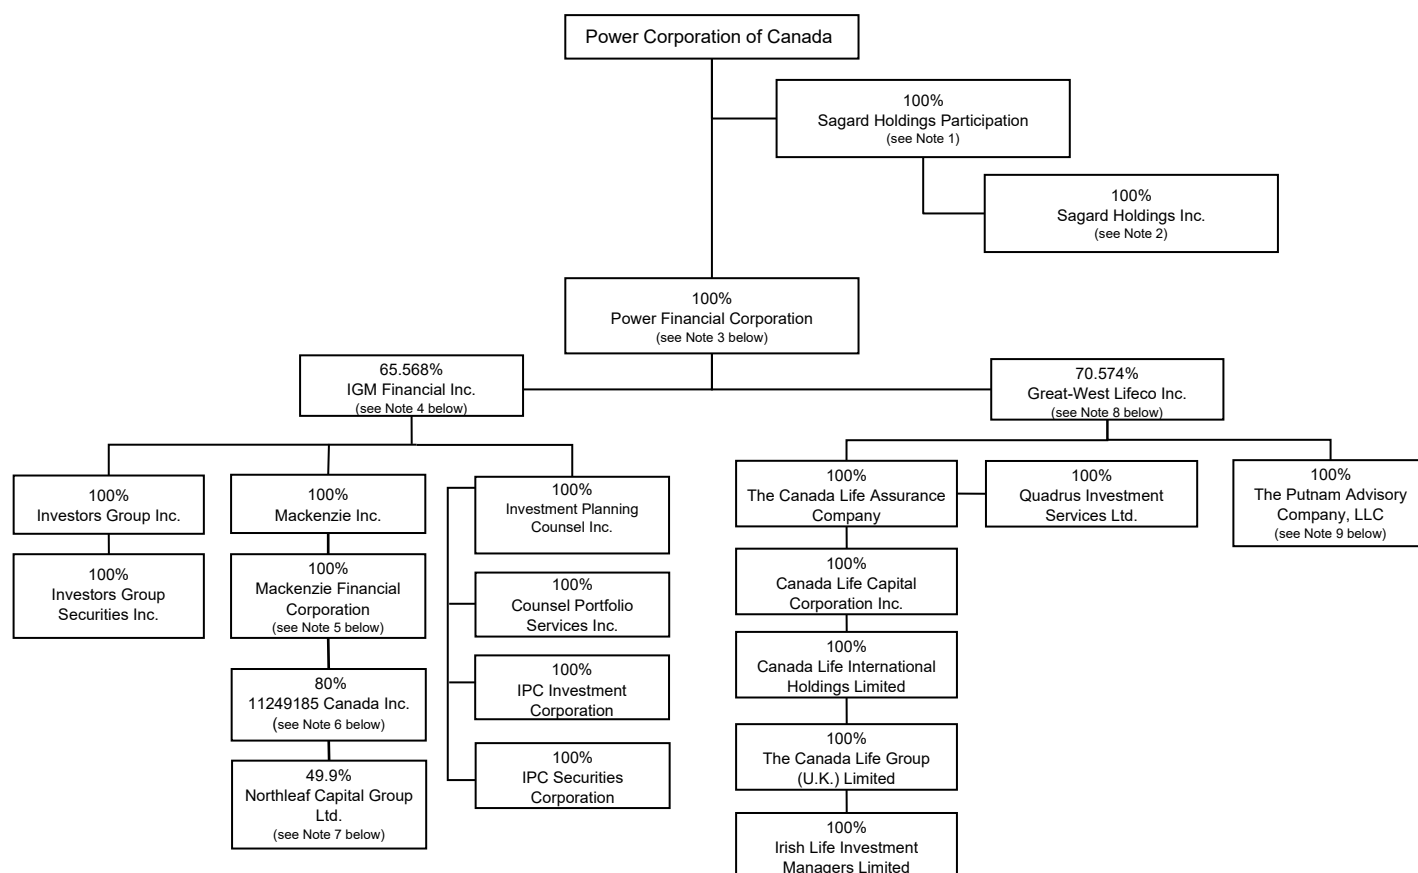 Power Corporation of Canada
100%
Sagard Holdings Participation
(see Note 1)
100%
Sagard Holdings Inc.
(see Note 2)
100%
Power Financial Corporation
(see Note 3 below)
65.568%
IGM Financial Inc.
(see Note 4 below)
70.574%
Great-West Lifeco Inc.
(see Note 8 below)
100%
Investors Group Inc.
100%
Investors Group
Securities Inc.
100%
Mackenzie Inc.
100%
Mackenzie Financial
Corporation
(see Note 5 below)
80%
11249185 Canada Inc.
(see Note 6 below)
49.9%
Northleaf Capital Group
Ltd.
(see Note 7 below)
100%
Investment Planning
Counsel Inc.
100%
Counsel Portfolio
Services Inc.
100%
IPC Investment
Corporation
100%
IPC Securities
Corporation
100%
The Canada Life Assurance
Company
100%
Quadrus Investment
Services Ltd.
100%
The Putnam Advisory
Company, LLC
(see Note 9 below)
100%
Canada Life Capital
Corporation Inc.
100%
Canada Life International
Holdings Limited
100%
The Canada Life Group
(U.K.) Limited
100%
Irish Life Investment
Managers Limited